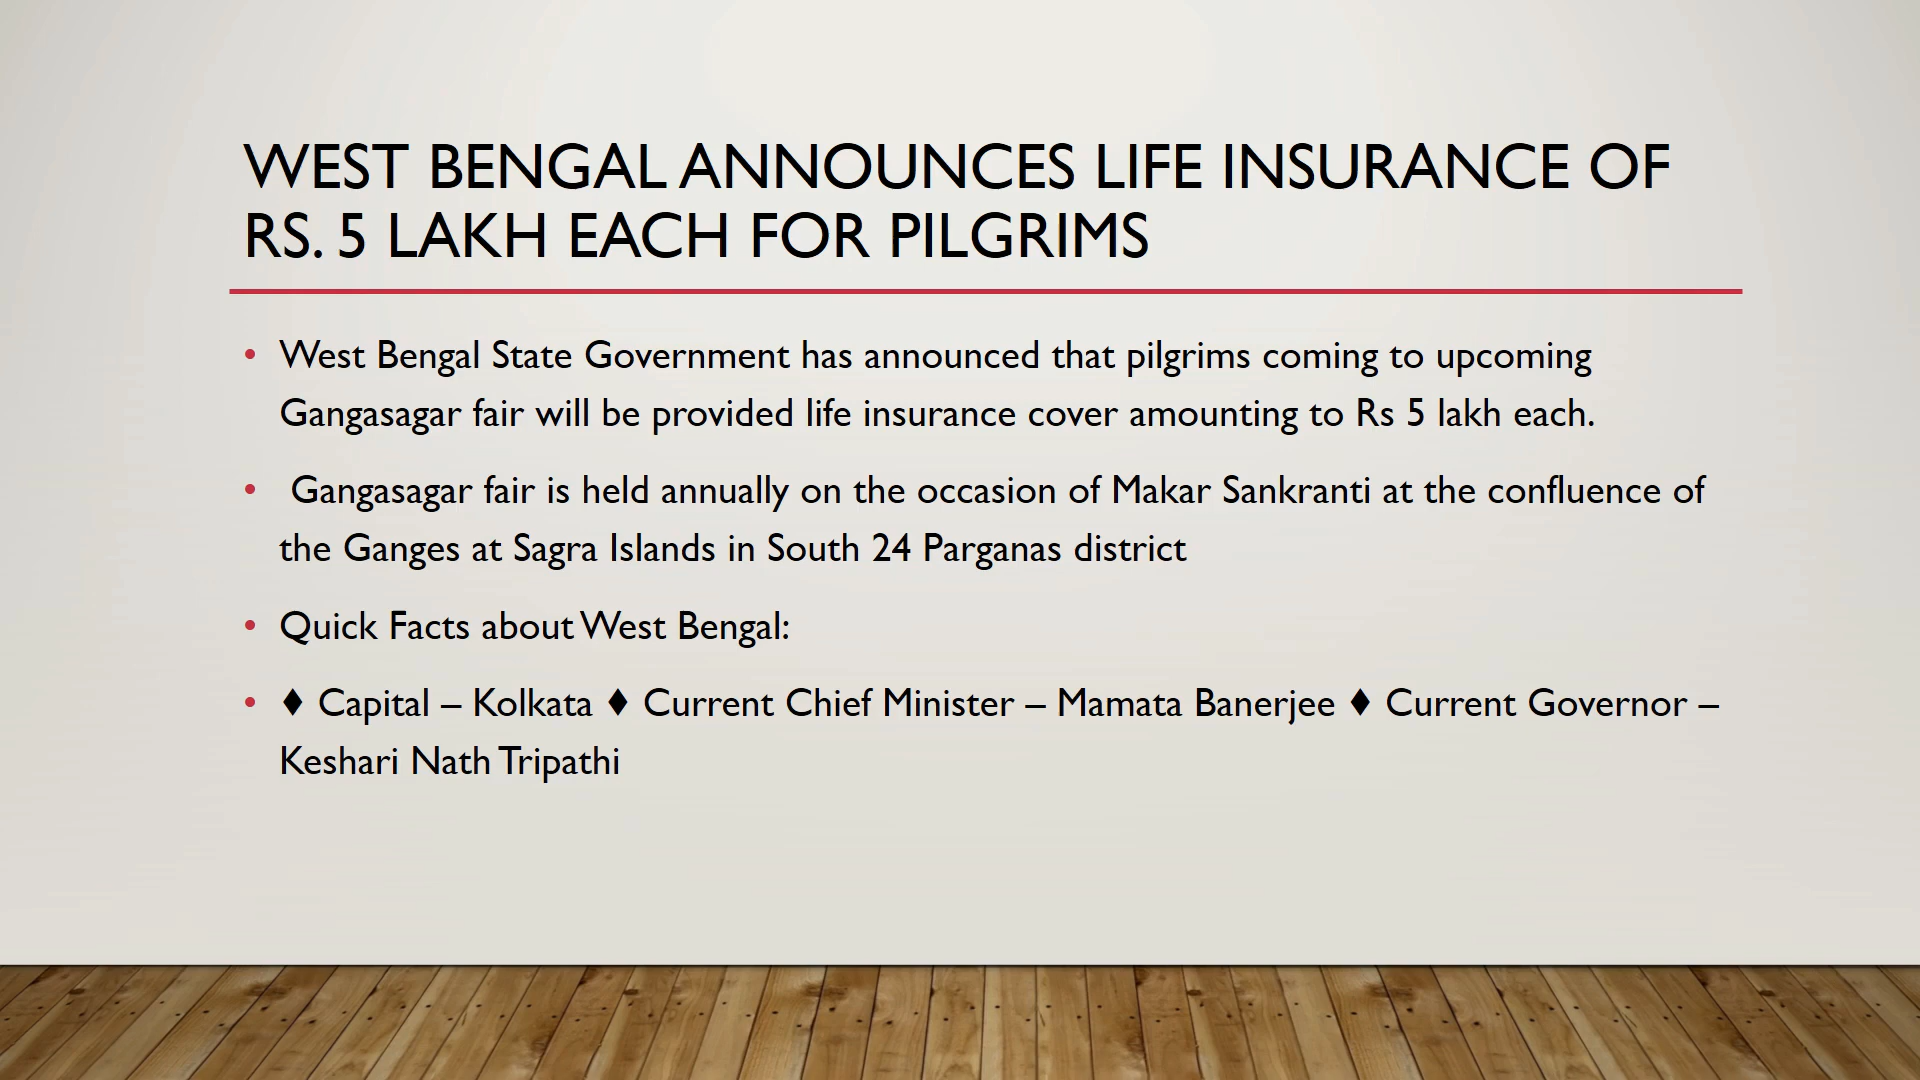 WEST BENGAL ANNOUNCES LIFE INSURANCE OF
RS. 5 LAKH EACH FOR PILGRIMS
• West Bengal State Government has announced that pilgrims coming to upcoming
Gangasagar fair will be provided life insurance cover amounting to Rs 5 lakh each.
• Gangasagar fair is held annually on the occasion of Makar Sankranti at the confluence of
the Ganges at Sagra Islands in South 24 Parganas district
• Quick Facts about West Bengal:
• ♦ Capital – Kolkata ♦ Current Chief Minister – Mamata Banerjee ♦ Current Governor –
Keshari Nath Tripathi